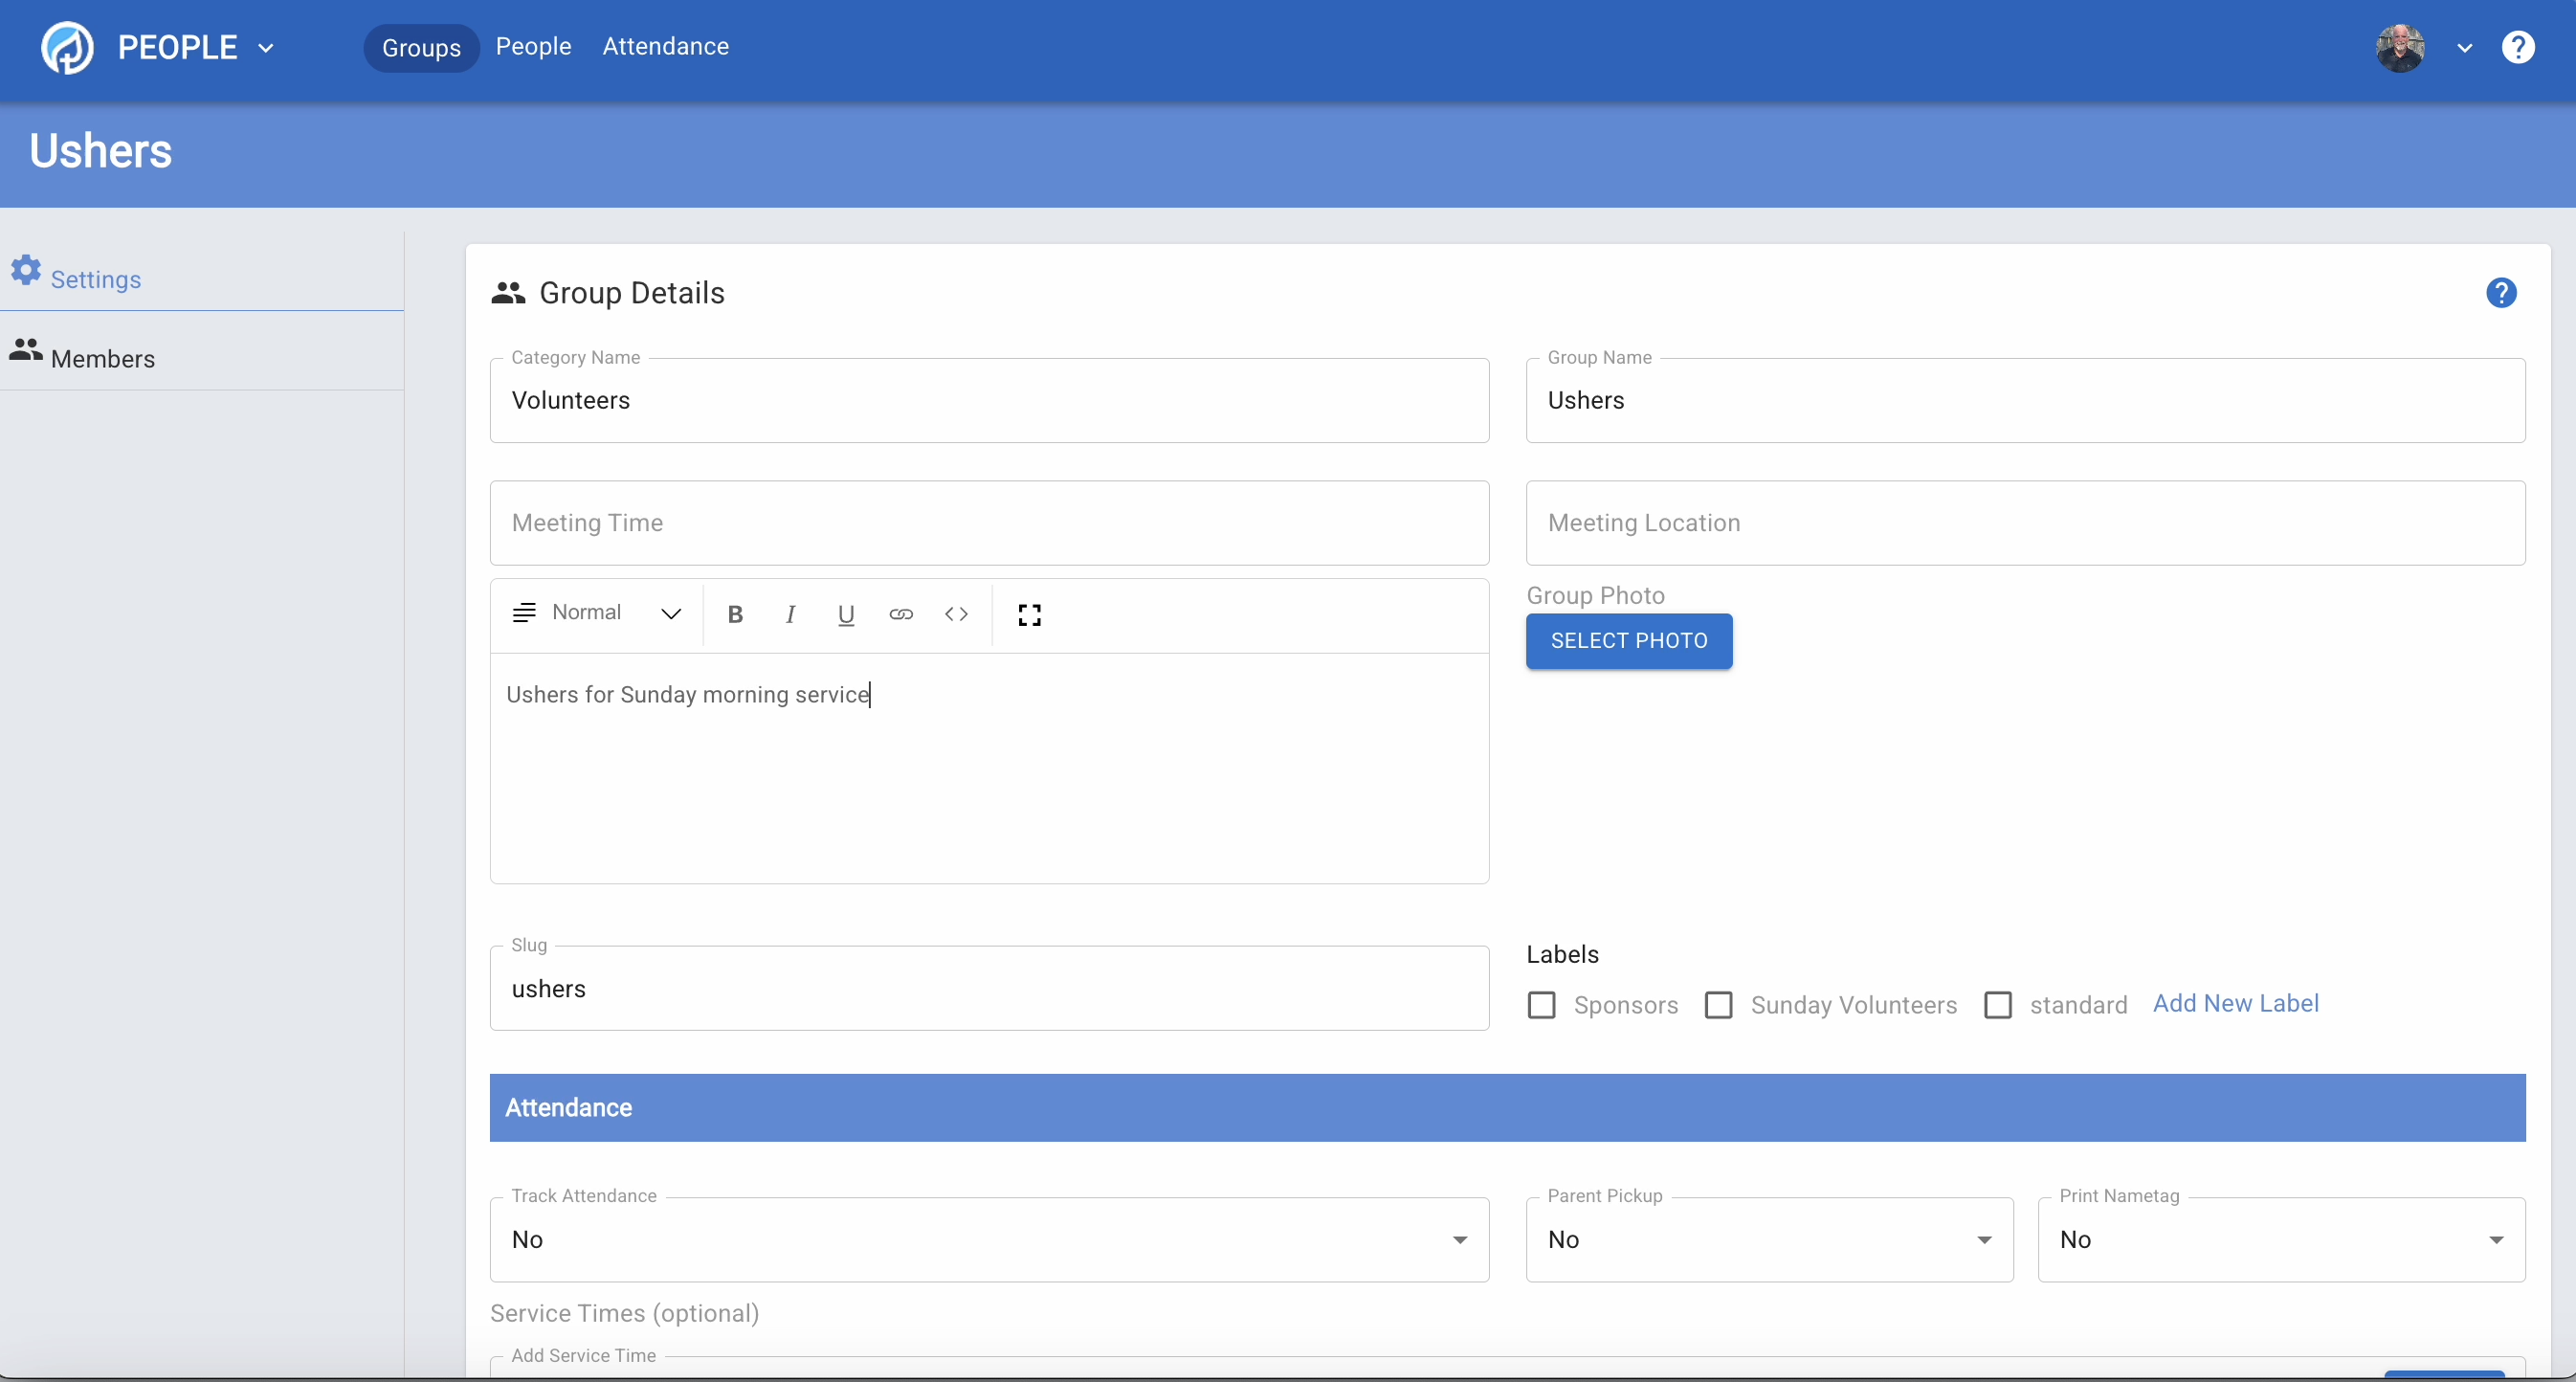 PEOPLE Groups People Attendance
Ushers
Settings
Members
Group Details
Category Name
Volunteers
Group Name
Ushers
Meeting Time
Meeting Location
Normal B I U <>
Ushers for Sunday morning service
Group Photo
SELECT PHOTO
Slug
ushers
Labels
Sponsors Sunday Volunteers standard Add New Label
Attendance
Track Attendance
No
Parent Pickup
No
Print Nametag
No
Service Times (optional)
Add Service Time